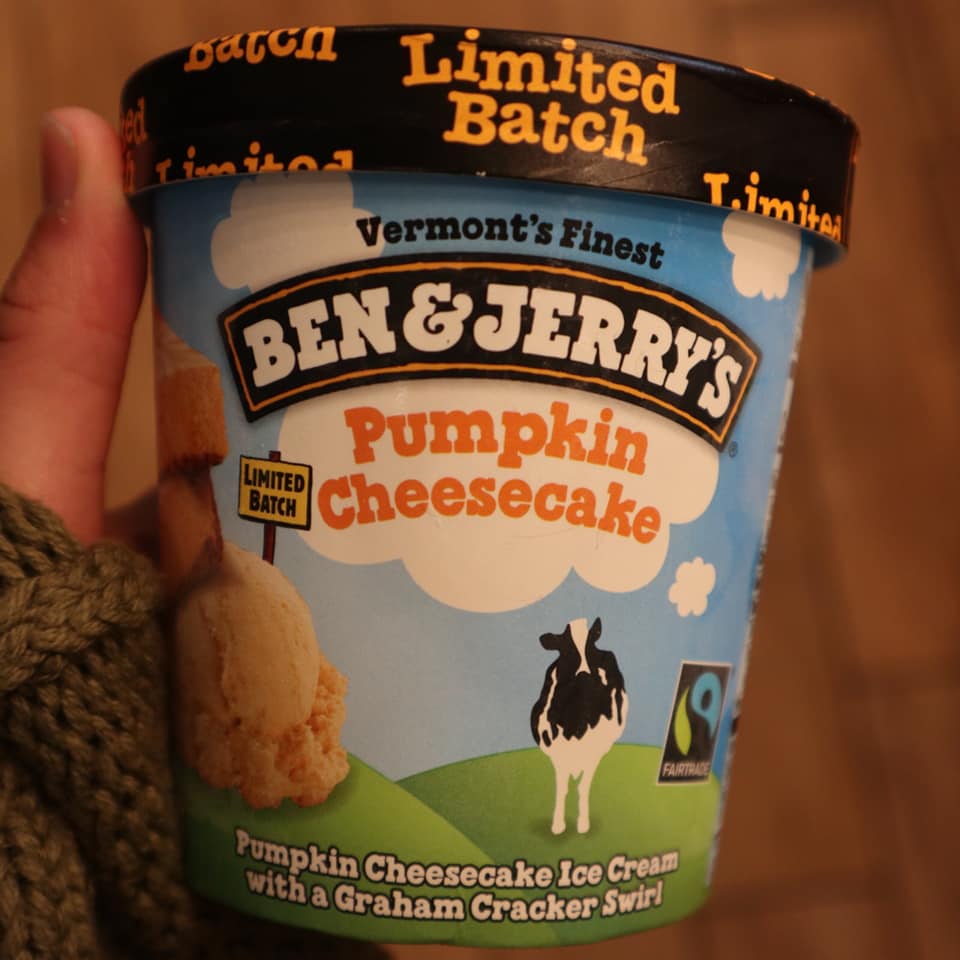 Batch
Limited
Batch
Limited
Limited
Vermont's Finest
BEN & JERRY'S
Pumpkin
Cheesecake
LIMITED
BATCH
FAIRTRADE
Pumpkin Cheesecake Ice Cream
with a Graham Cracker Swirl